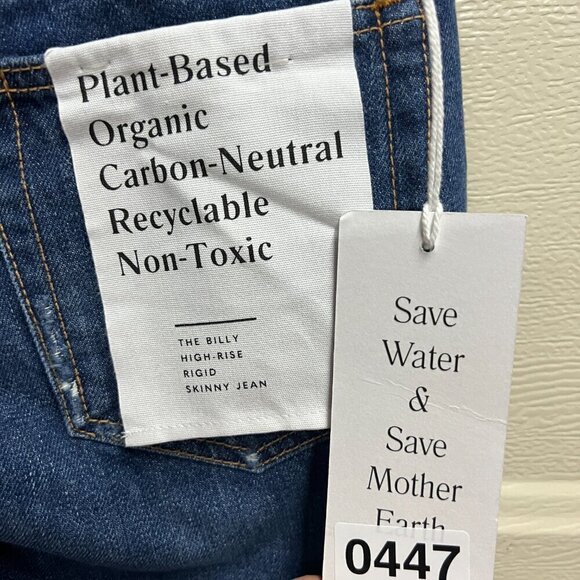 Plant-Based
Organic
Carbon-Neutral
Recyclable
Non-Toxic
THE BILLY
HIGH-RISE
RIGID
SKINNY JEAN
Save
Water
&
Save
Mother
Earth
0447